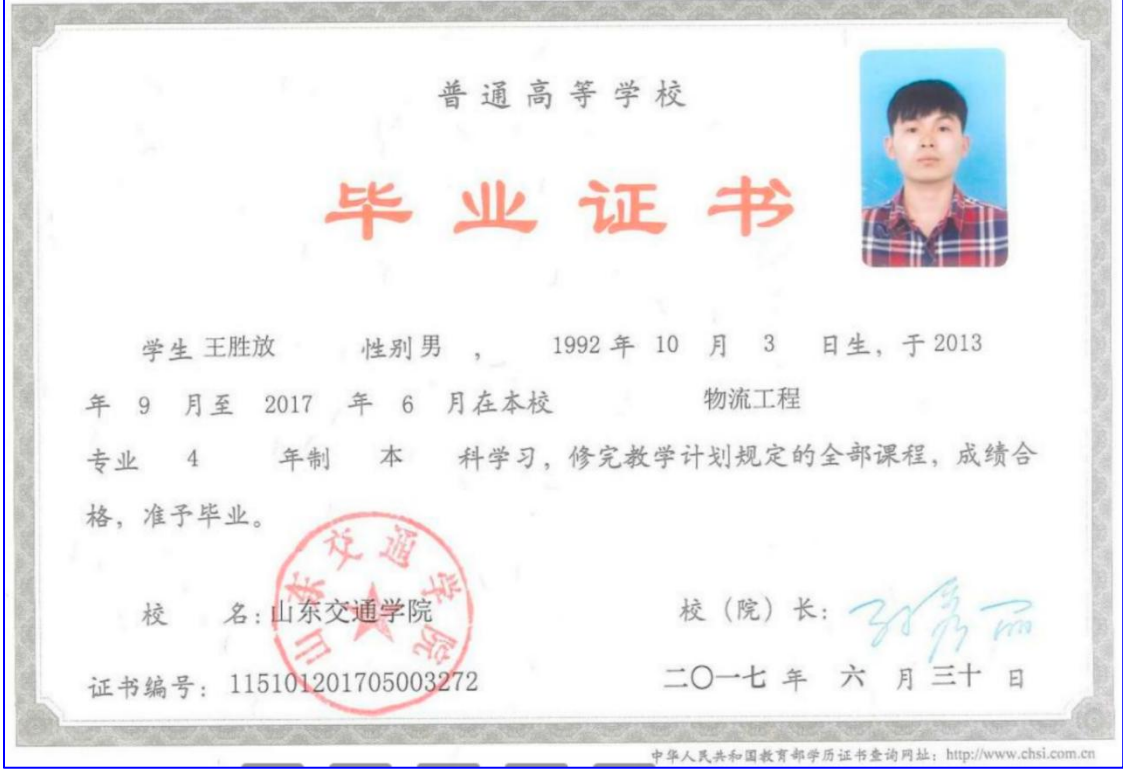 普通高等学校
毕业证书
学生 王胜放 性别 男 , 1992 年 10 月 3 日生, 于 2013
年 9 月至 2017 年 6 月在本校 物流工程
专业 4 年制 本 科学习, 修完教学计划规定的全部课程, 成绩合
格, 准予毕业。
山东交通学院
校 名: 山东交通学院 校（院）长: 
证书编号: 115101201705003272 二〇一七 年 六 月 三十 日
中华人民共和国教育部学历证书查询网址: http://www.chsi.com.cn